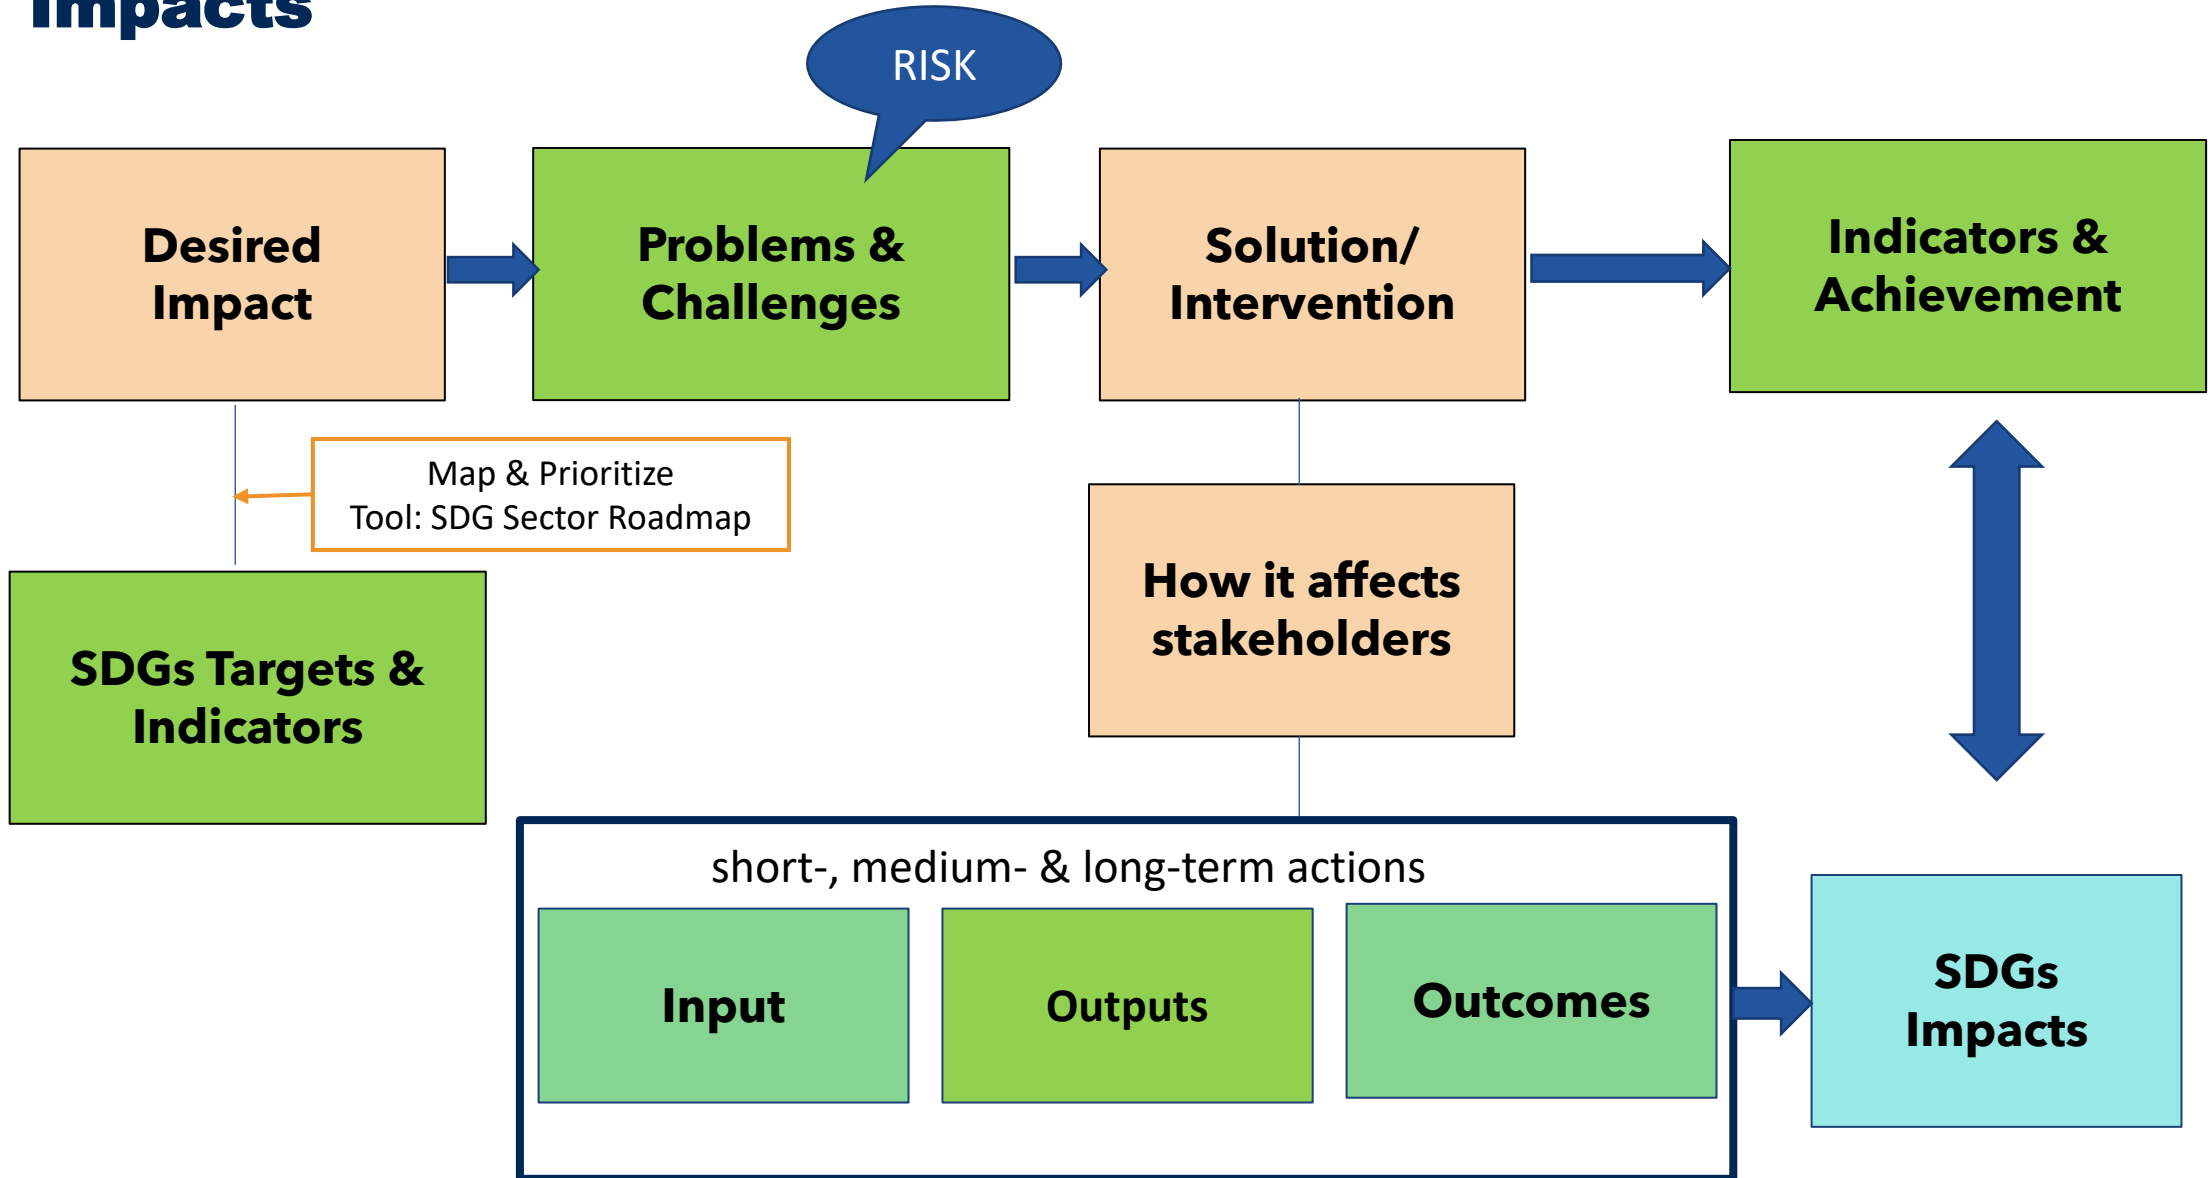 Impacts
RISK
Desired
Impact
Problems &
Challenges
Solution/
Intervention
Indicators &
Achievement
Map & Prioritize
Tool: SDG Sector Roadmap
How it affects
stakeholders
SDGs Targets &
Indicators
short-, medium- & long-term actions
Input
Outputs
Outcomes
SDGs
Impacts